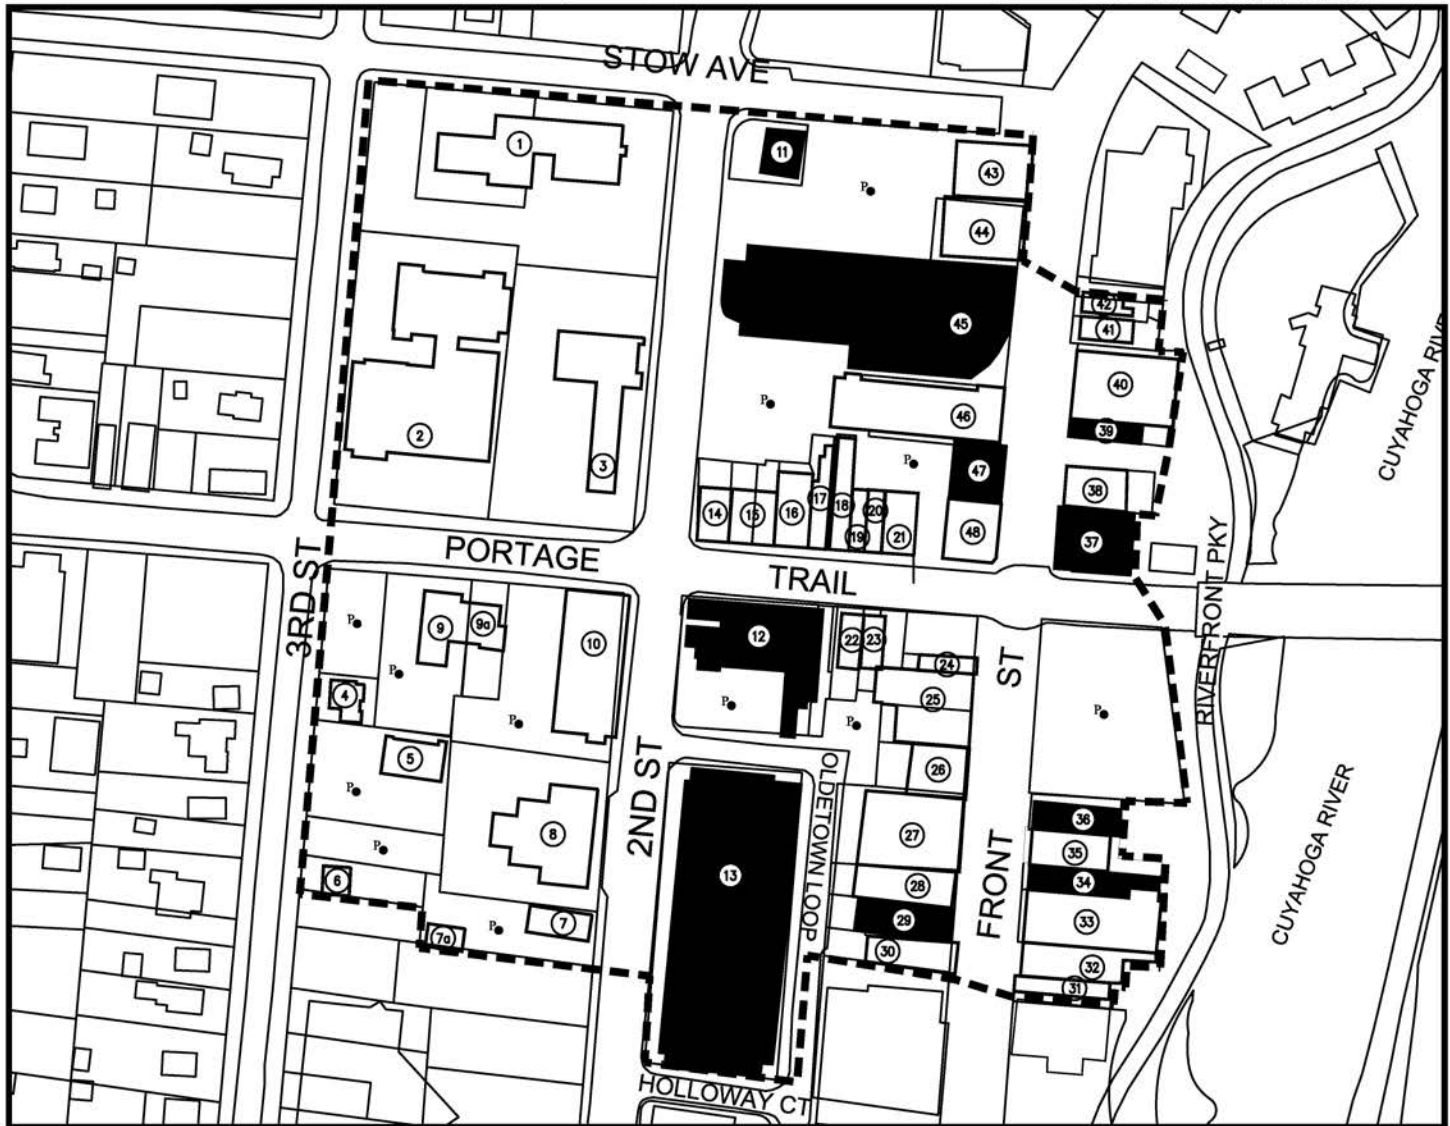 STOW AVE
1
11
43
P
44
45
42
41
40
39
P
46
2
3
P
47
38
14
15
16
17
18
19
20
21
48
37
CUYAHOGA RIVE
PORTAGE
TRAIL
3RD ST
P
9
9a
10
12
22
23
24
ST
RIVERFRONT PKY
P
4
P
25
P
P
P
5
26
2ND ST
OLDETOWN LOOP
P
36
8
27
35
P
FRONT
CUYAHOGA RIVER
6
13
28
34
29
33
7
P
7a
30
32
31
HOLLOWAY CT